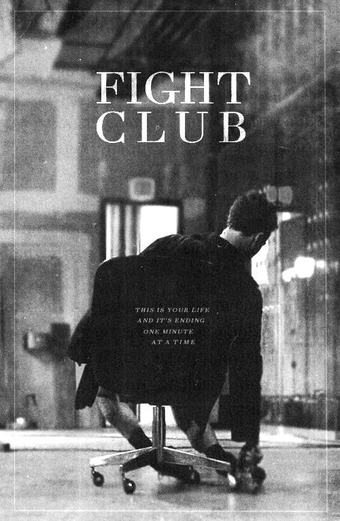 FIGHT
CLUB
THIS IS YOUR LIFE
AND IT'S ENDING
ONE MINUTE
AT A TIME